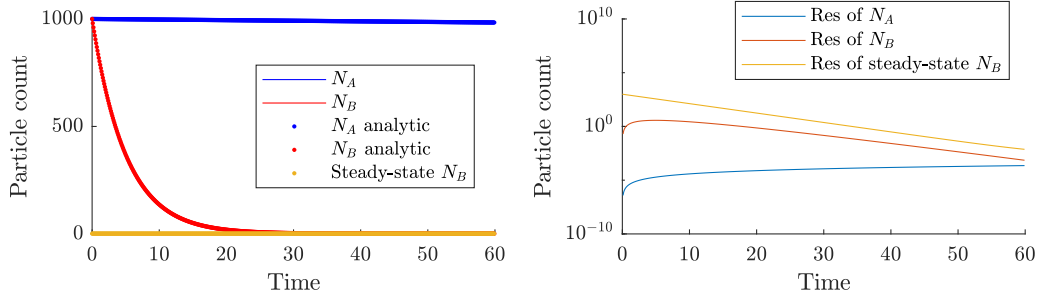 1000
500
0
0
10
20
30
40
50
60
Particle count
Time
N_A
N_B
N_A analytic
N_B analytic
Steady-state N_B
10^10
10^0
10^-10
0
10
20
30
40
50
60
Particle count
Time
Res of N_A
Res of N_B
Res of steady-state N_B